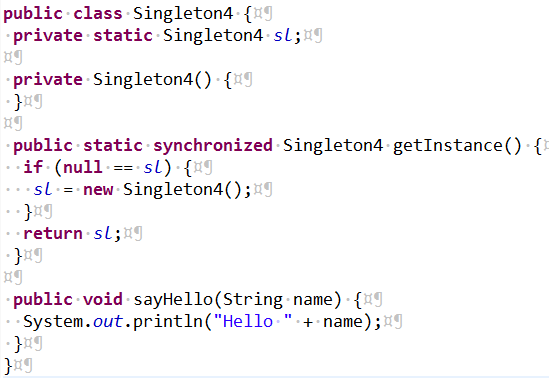 public class Singleton4 {
private static Singleton4 sl;

private Singleton4() {
}

public static synchronized Singleton4 getInstance() {
if (null == sl) {
sl = new Singleton4();
}
return sl;
}

public void sayHello(String name) {
System.out.println("Hello " + name);
}
}